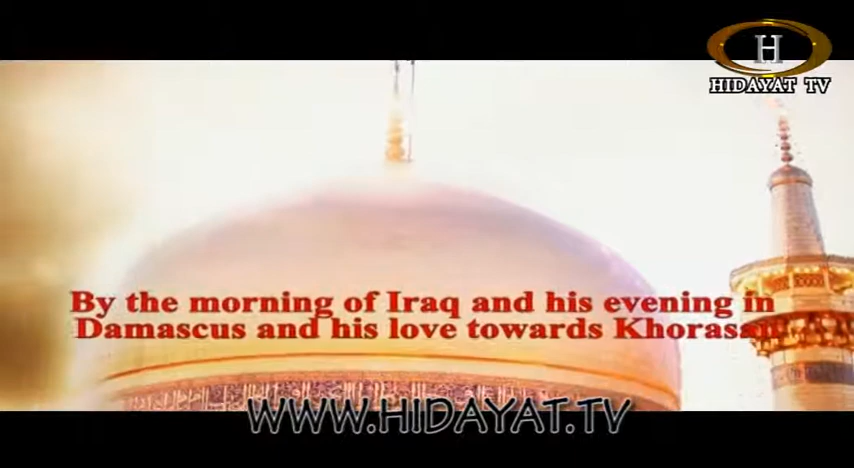 H
HIDAYAT TV
By the morning of Iraq and his evening in
Damascus and his love towards Khorasan
WWW.HIDAYAT.TV